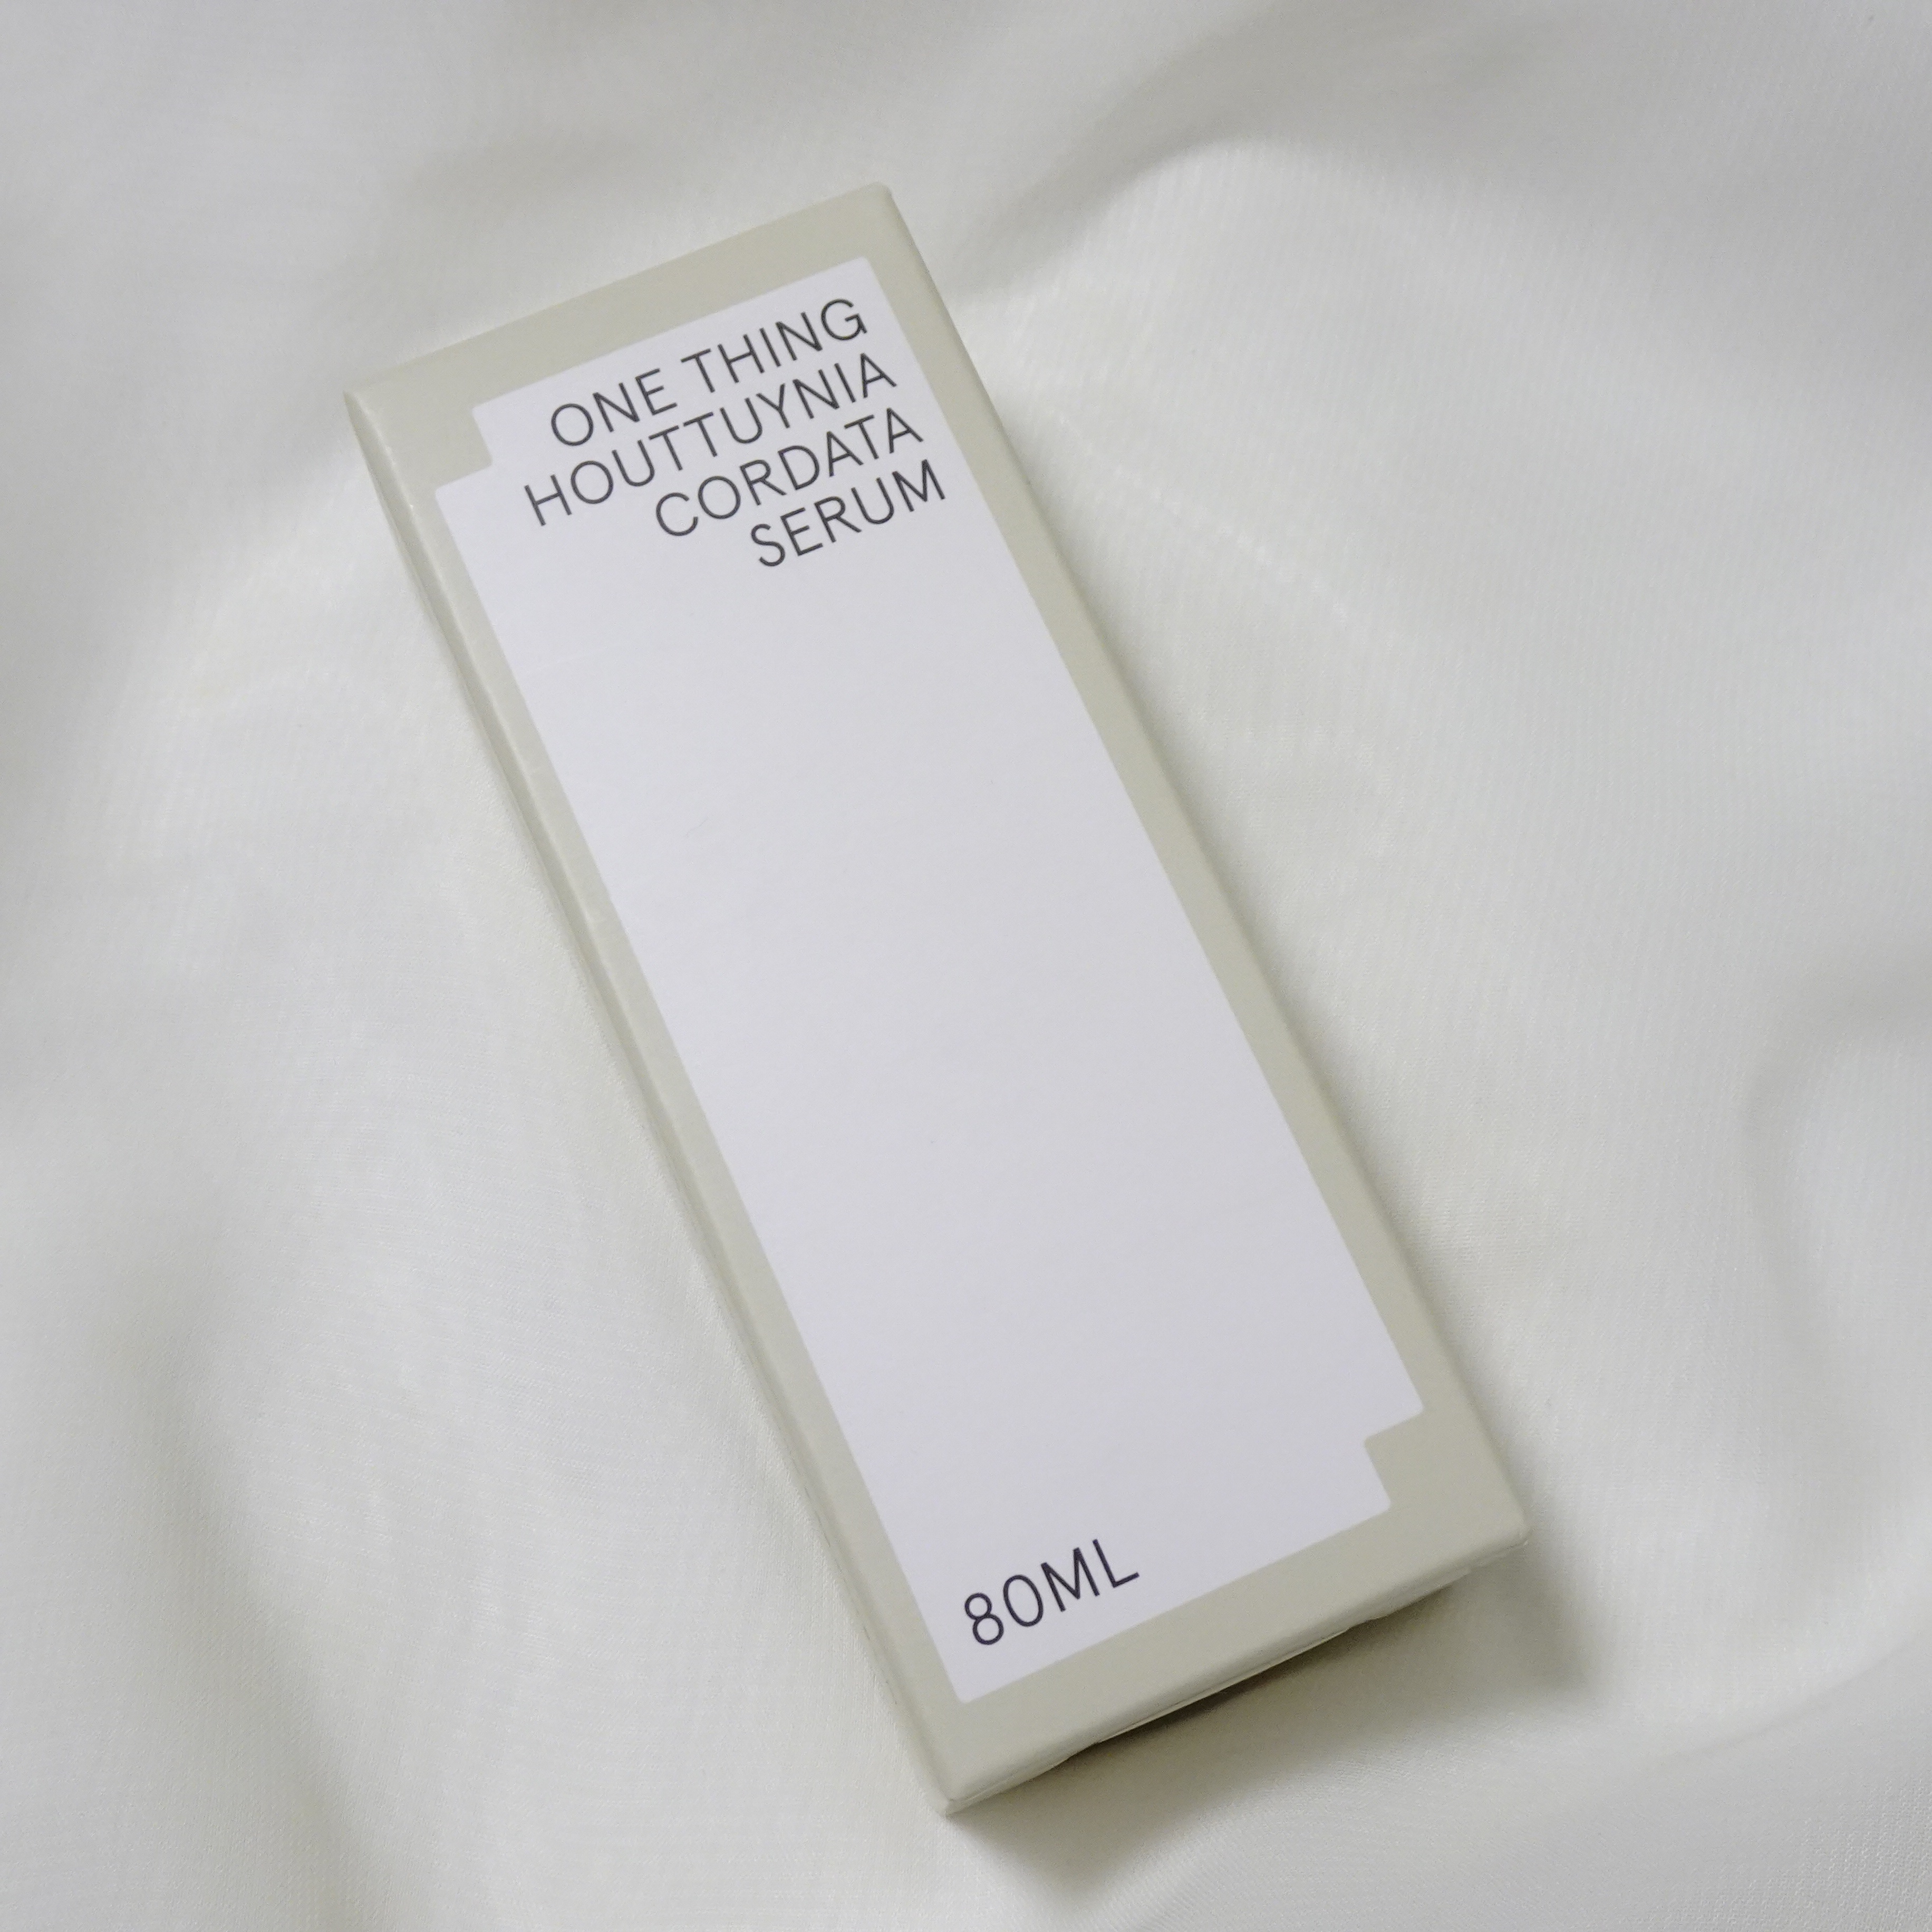 ONE THING
HOUTTUYNIA
CORDATA
SERUM
80ML